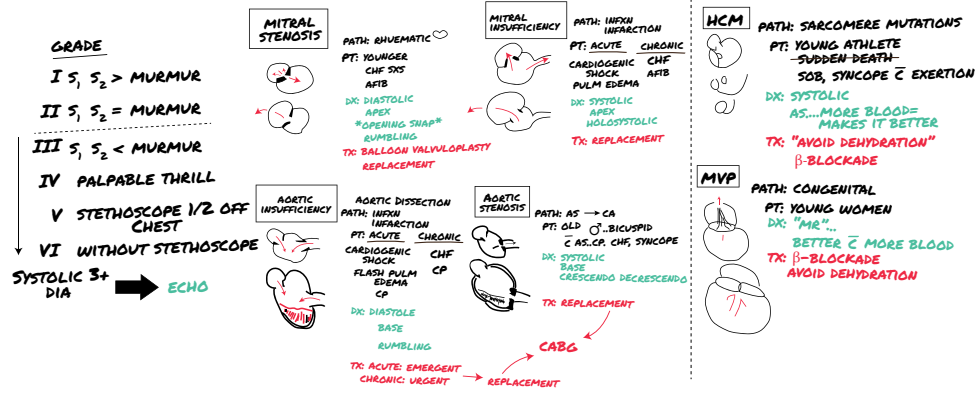 GRADE
I S₁ S₂ > MURMUR
II S₁ S₂ = MURMUR
III S₁ S₂ < MURMUR
IV PALPABLE THRILL
V STETHOSCOPE 1/2 OFF
CHEST
VI WITHOUT STETHOSCOPE
SYSTOLIC 3+
DIA
ECHO
MITRAL
STENOSIS
PATH: RHUEMATIC
PT: YOUNGER
CHF SXS
AFIB
DX: DIASTOLIC
APEX
*OPENING SNAP*
RUMBLING
TX: BALLOON VALVULOPLASTY
REPLACEMENT
MITRAL
INSUFFICIENCY
PATH: INFXN
INFARCTION
PT: ACUTE CHRONIC
CARDIOGENIC
SHOCK
PULM EDEMA
CHF
AFIB
DX: SYSTOLIC
APEX
HOLOSYSTOLIC
TX: REPLACEMENT
AORTIC
INSUFFICIENCY
AORTIC DISSECTION
PATH: INFXN
INFARCTION
PT: ACUTE CHRONIC
CARDIOGENIC
SHOCK
FLASH PULM
EDEMA
CP
CHF
CP
DX: DIASTOLE
BASE
RUMBLING
TX: ACUTE: EMERGENT
CHRONIC: URGENT
REPLACEMENT
AORTIC
STENOSIS
PATH: AS → CA
PT: OLD ♂..BICUSPID
c̄ AS..CP, CHF, SYNCOPE
DX: SYSTOLIC
BASE
CRESCENDO DECRESCENDO
TX: REPLACEMENT
CABG
HCM
PATH: SARCOMERE MUTATIONS
PT: YOUNG ATHLETE
SUDDEN DEATH
SOB, SYNCOPE c̄ EXERTION
DX: SYSTOLIC
AS....MORE BLOOD=
MAKES IT BETTER
TX: "AVOID DEHYDRATION"
β-BLOCKADE
MVP
PATH: CONGENITAL
PT: YOUNG WOMEN
DX: "MR"...
BETTER c̄ MORE BLOOD
TX: β-BLOCKADE
AVOID DEHYDRATION